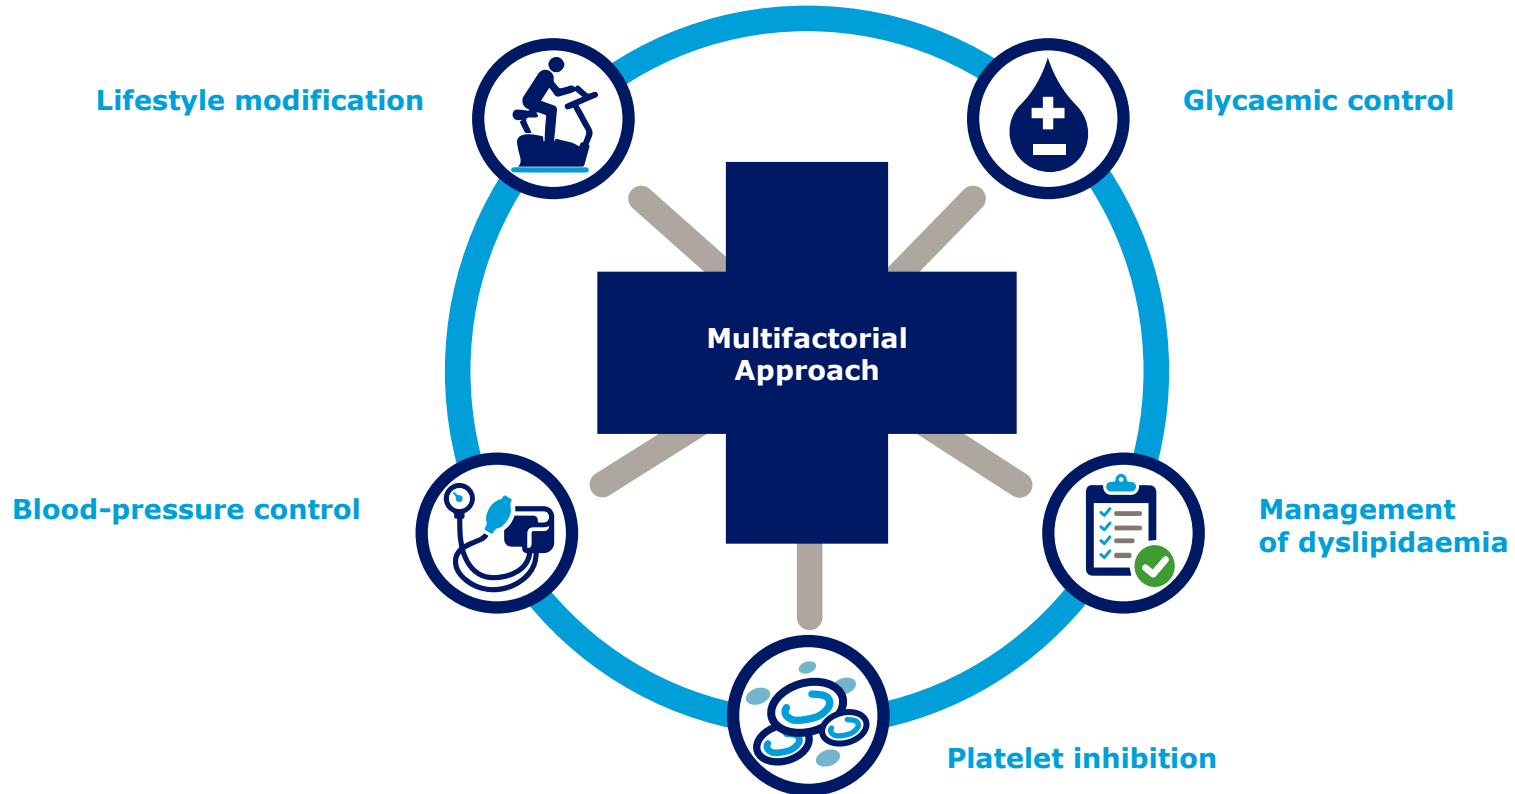 Lifestyle modification
Glycaemic control
Multifactorial
Approach
Blood-pressure control
Management
of dyslipidaemia
Platelet inhibition